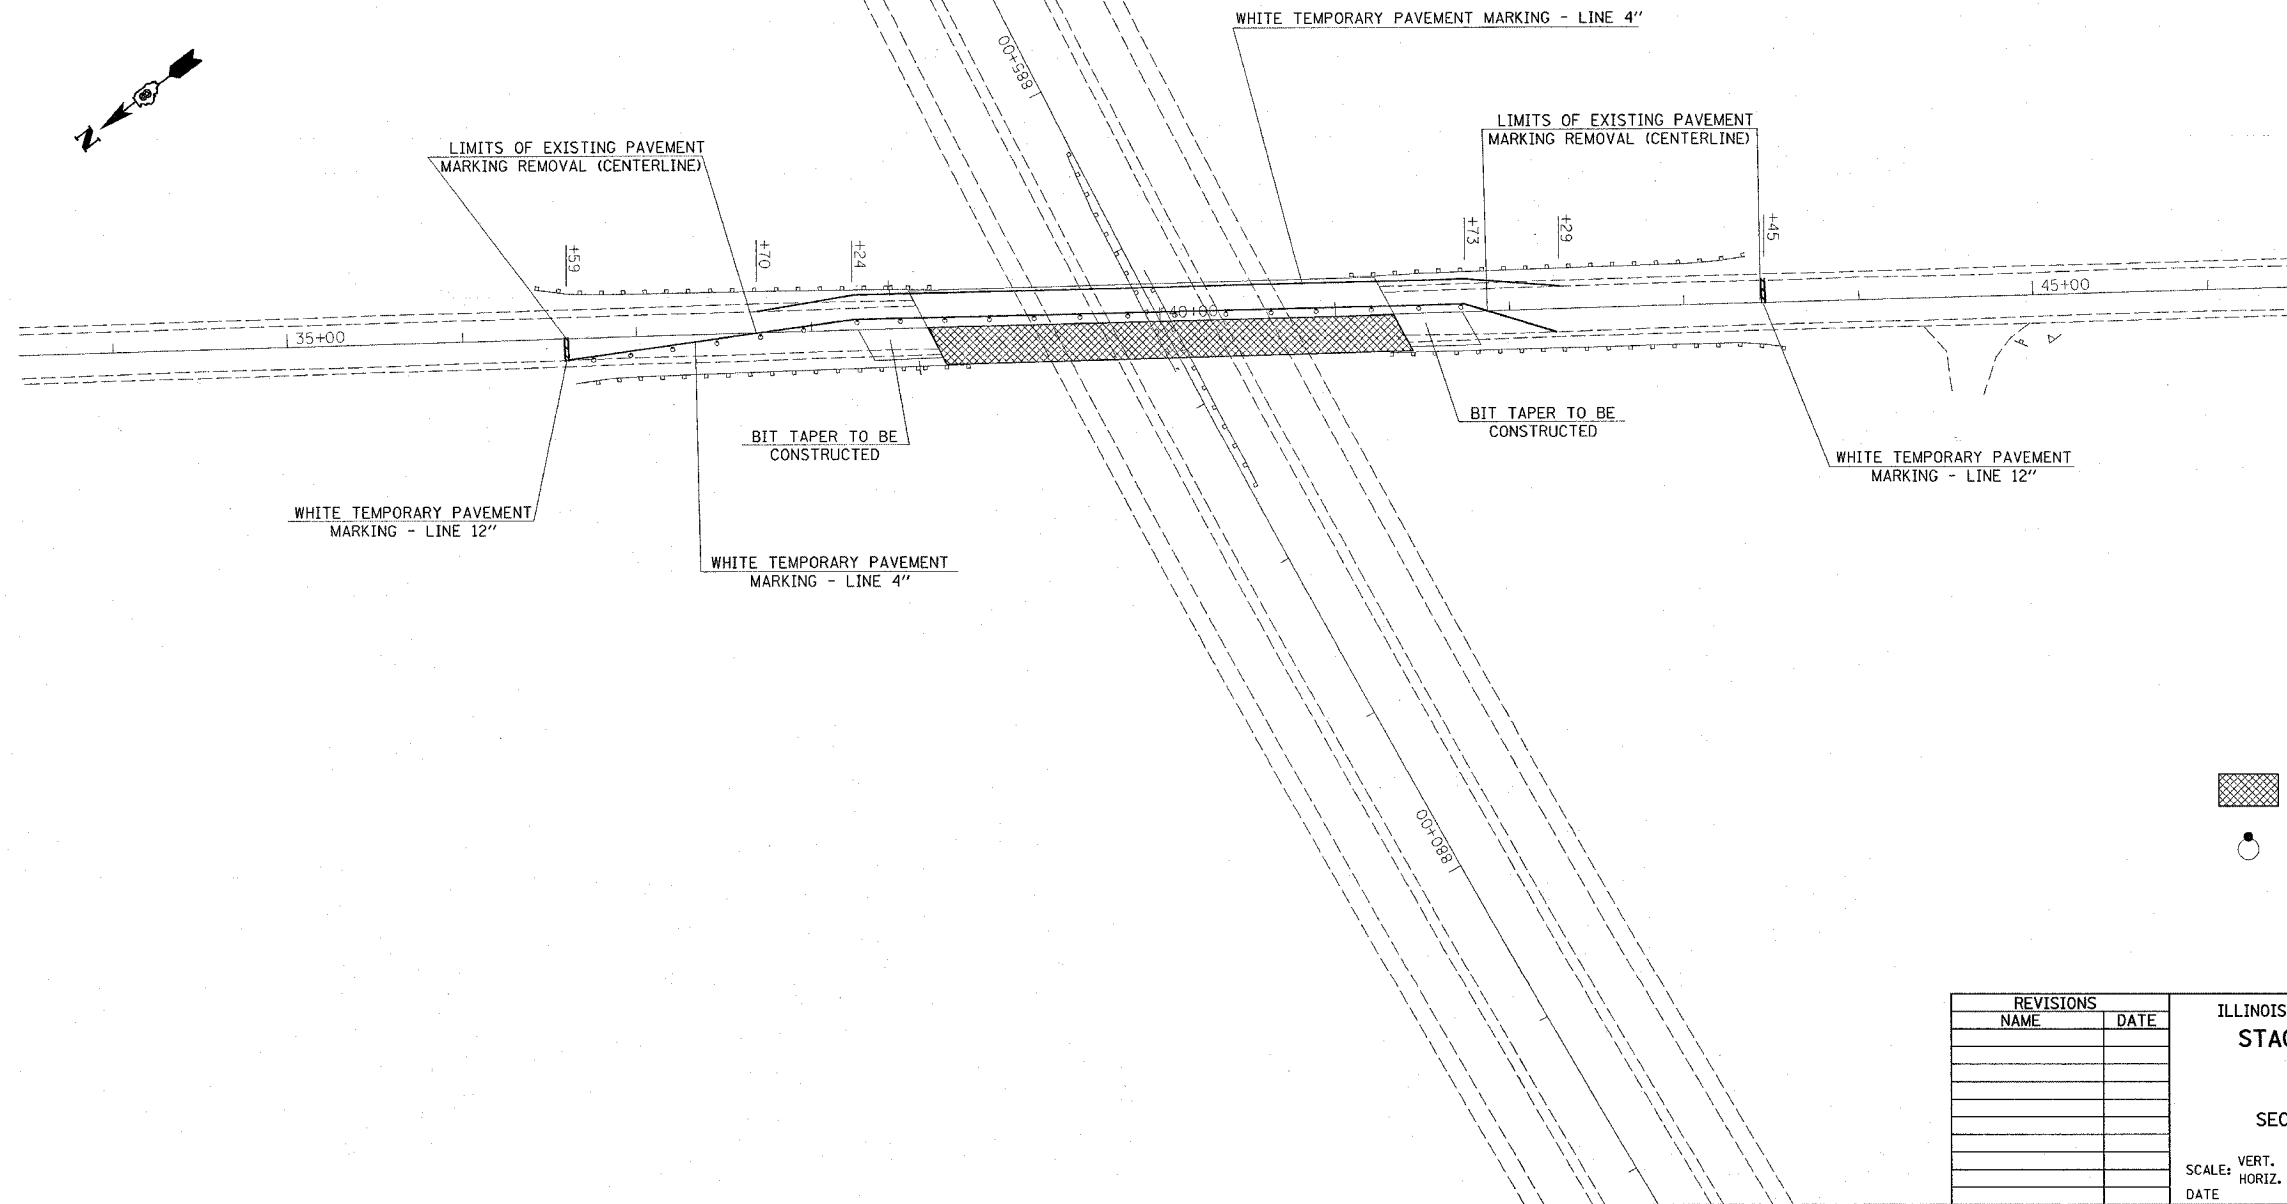 WHITE TEMPORARY PAVEMENT MARKING - LINE 4"
885+00
N
LIMITS OF EXISTING PAVEMENT
MARKING REMOVAL (CENTERLINE)
LIMITS OF EXISTING PAVEMENT
MARKING REMOVAL (CENTERLINE)
+59
+70
+24
+73
+29
+45
35+00
40+00
45+00
BIT TAPER TO BE
CONSTRUCTED
BIT TAPER TO BE
CONSTRUCTED
WHITE TEMPORARY PAVEMENT
MARKING - LINE 12"
WHITE TEMPORARY PAVEMENT
MARKING - LINE 12"
WHITE TEMPORARY PAVEMENT
MARKING - LINE 4"
880+00
REVISIONS
NAME DATE
ILLINOIS
STAG
SEC
SCALE: VERT.
HORIZ.
DATE